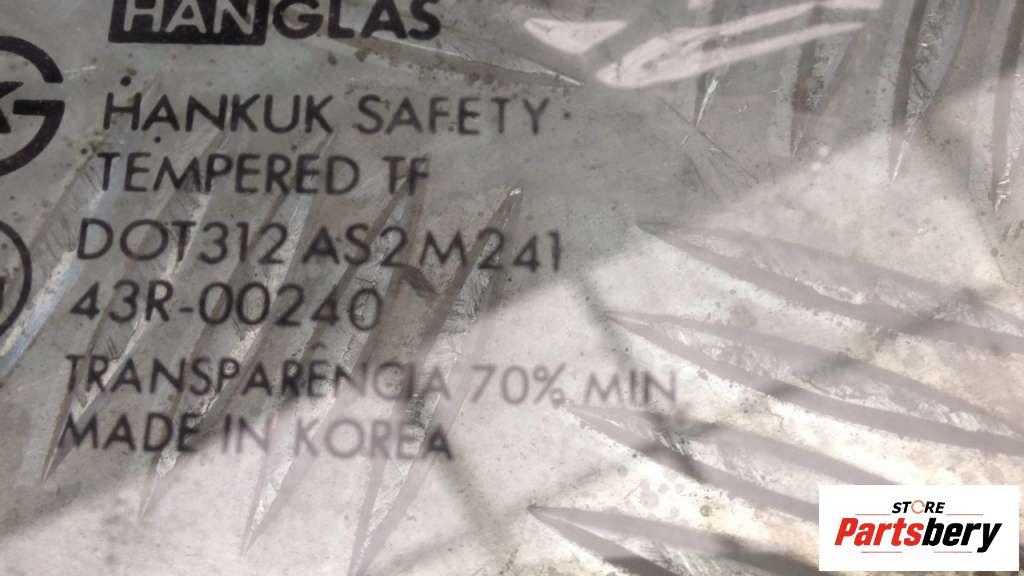 HANGLAS
HANKUK SAFETY
TEMPERED TF
DOT312 AS2 M241
43R-00240
TRANSPARÊNCIA 70% MIN
MADE IN KOREA
STORE
Partsbery